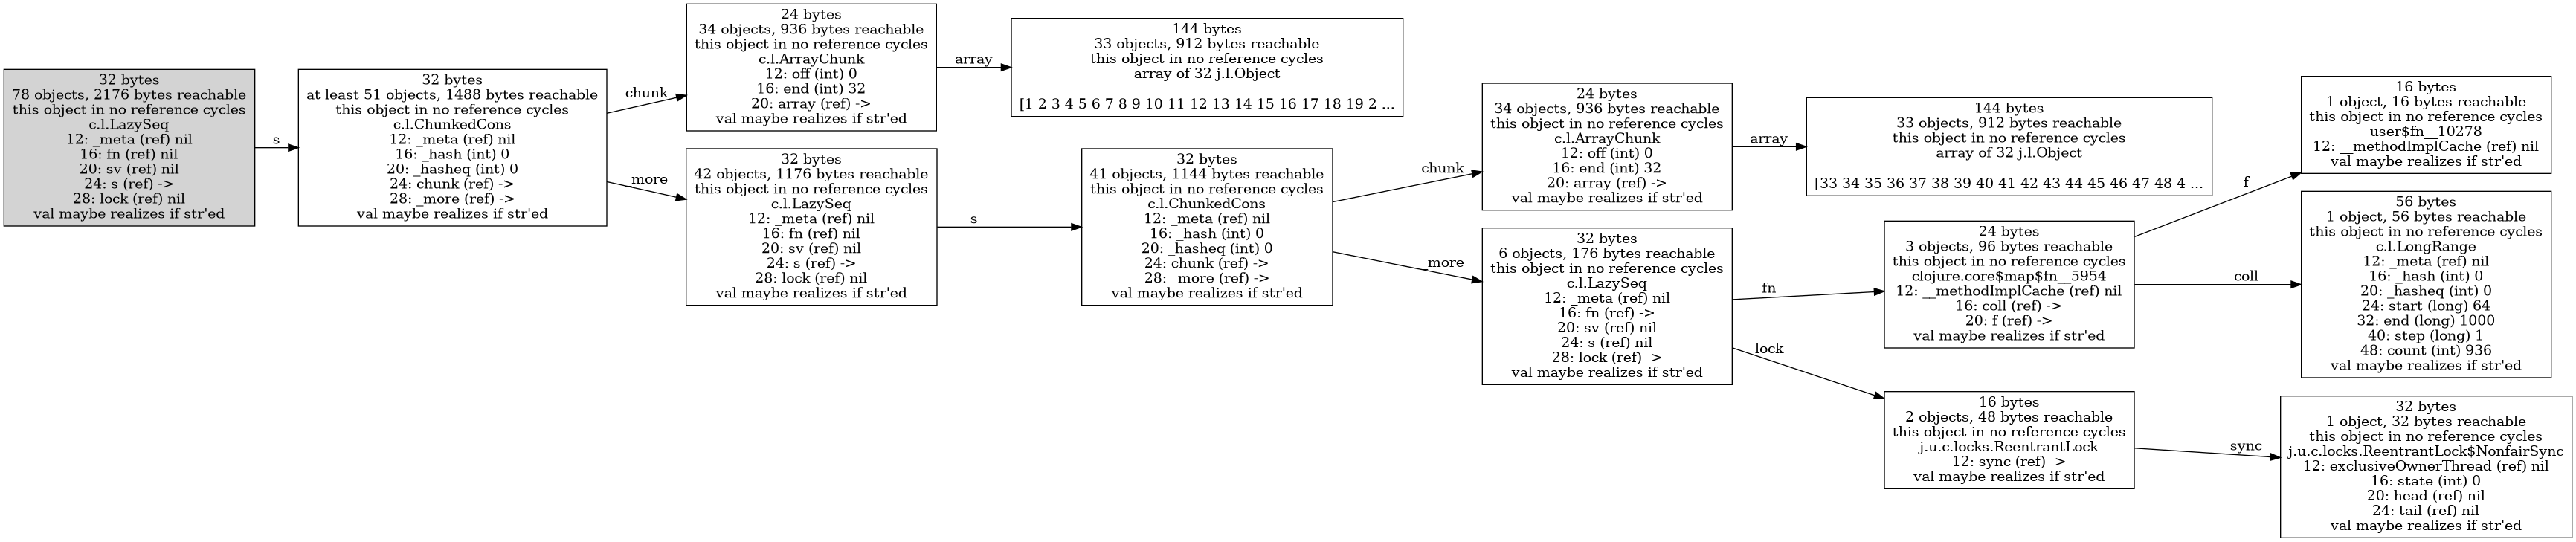 32 bytes
78 objects, 2176 bytes reachable
this object in no reference cycles
c.l.LazySeq
12: _meta (ref) nil
16: fn (ref) nil
20: sv (ref) nil
24: s (ref) ->
28: lock (ref) nil
val maybe realizes if str'ed
s
32 bytes
at least 51 objects, 1488 bytes reachable
this object in no reference cycles
c.l.ChunkedCons
12: _meta (ref) nil
16: _hash (int) 0
20: _hasheq (int) 0
24: chunk (ref) ->
28: _more (ref) ->
val maybe realizes if str'ed
chunk
_more
24 bytes
34 objects, 936 bytes reachable
this object in no reference cycles
c.l.ArrayChunk
12: off (int) 0
16: end (int) 32
20: array (ref) ->
val maybe realizes if str'ed
array
144 bytes
33 objects, 912 bytes reachable
this object in no reference cycles
array of 32 j.l.Object
[1 2 3 4 5 6 7 8 9 10 11 12 13 14 15 16 17 18 19 2 ...
32 bytes
42 objects, 1176 bytes reachable
this object in no reference cycles
c.l.LazySeq
12: _meta (ref) nil
16: fn (ref) nil
20: sv (ref) nil
24: s (ref) ->
28: lock (ref) nil
val maybe realizes if str'ed
s
32 bytes
41 objects, 1144 bytes reachable
this object in no reference cycles
c.l.ChunkedCons
12: _meta (ref) nil
16: _hash (int) 0
20: _hasheq (int) 0
24: chunk (ref) ->
28: _more (ref) ->
val maybe realizes if str'ed
chunk
_more
24 bytes
34 objects, 936 bytes reachable
this object in no reference cycles
c.l.ArrayChunk
12: off (int) 0
16: end (int) 32
20: array (ref) ->
val maybe realizes if str'ed
array
144 bytes
33 objects, 912 bytes reachable
this object in no reference cycles
array of 32 j.l.Object
[33 34 35 36 37 38 39 40 41 42 43 44 45 46 47 48 4 ...
32 bytes
6 objects, 176 bytes reachable
this object in no reference cycles
c.l.LazySeq
12: _meta (ref) nil
16: fn (ref) ->
20: sv (ref) nil
24: s (ref) nil
28: lock (ref) ->
val maybe realizes if str'ed
fn
lock
24 bytes
3 objects, 96 bytes reachable
this object in no reference cycles
clojure.core$map$fn__5954
12: __methodImplCache (ref) nil
16: coll (ref) ->
20: f (ref) ->
val maybe realizes if str'ed
f
coll
16 bytes
1 object, 16 bytes reachable
this object in no reference cycles
user$fn__10278
12: __methodImplCache (ref) nil
val maybe realizes if str'ed
56 bytes
1 object, 56 bytes reachable
this object in no reference cycles
c.l.LongRange
12: _meta (ref) nil
16: _hash (int) 0
20: _hasheq (int) 0
24: start (long) 64
32: end (long) 1000
40: step (long) 1
48: count (int) 936
val maybe realizes if str'ed
16 bytes
2 objects, 48 bytes reachable
this object in no reference cycles
j.u.c.locks.ReentrantLock
12: sync (ref) ->
val maybe realizes if str'ed
sync
32 bytes
1 object, 32 bytes reachable
this object in no reference cycles
j.u.c.locks.ReentrantLock$NonfairSync
12: exclusiveOwnerThread (ref) nil
16: state (int) 0
20: head (ref) nil
24: tail (ref) nil
val maybe realizes if str'ed